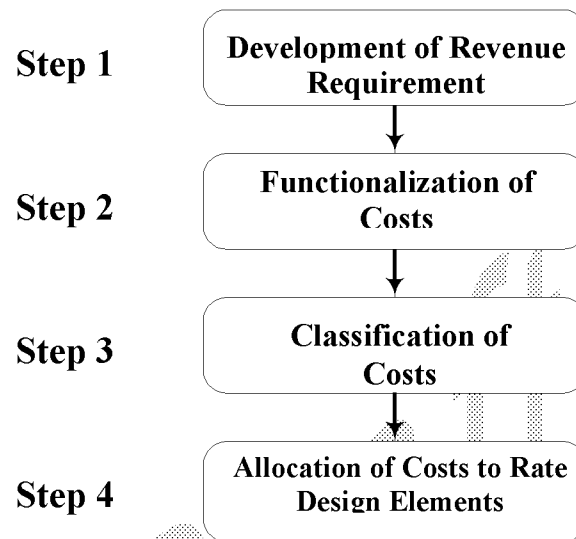 Step 1
Development of Revenue
Requirement
Step 2
Functionalization of
Costs
Step 3
Classification of
Costs
Step 4
Allocation of Costs to Rate
Design Elements